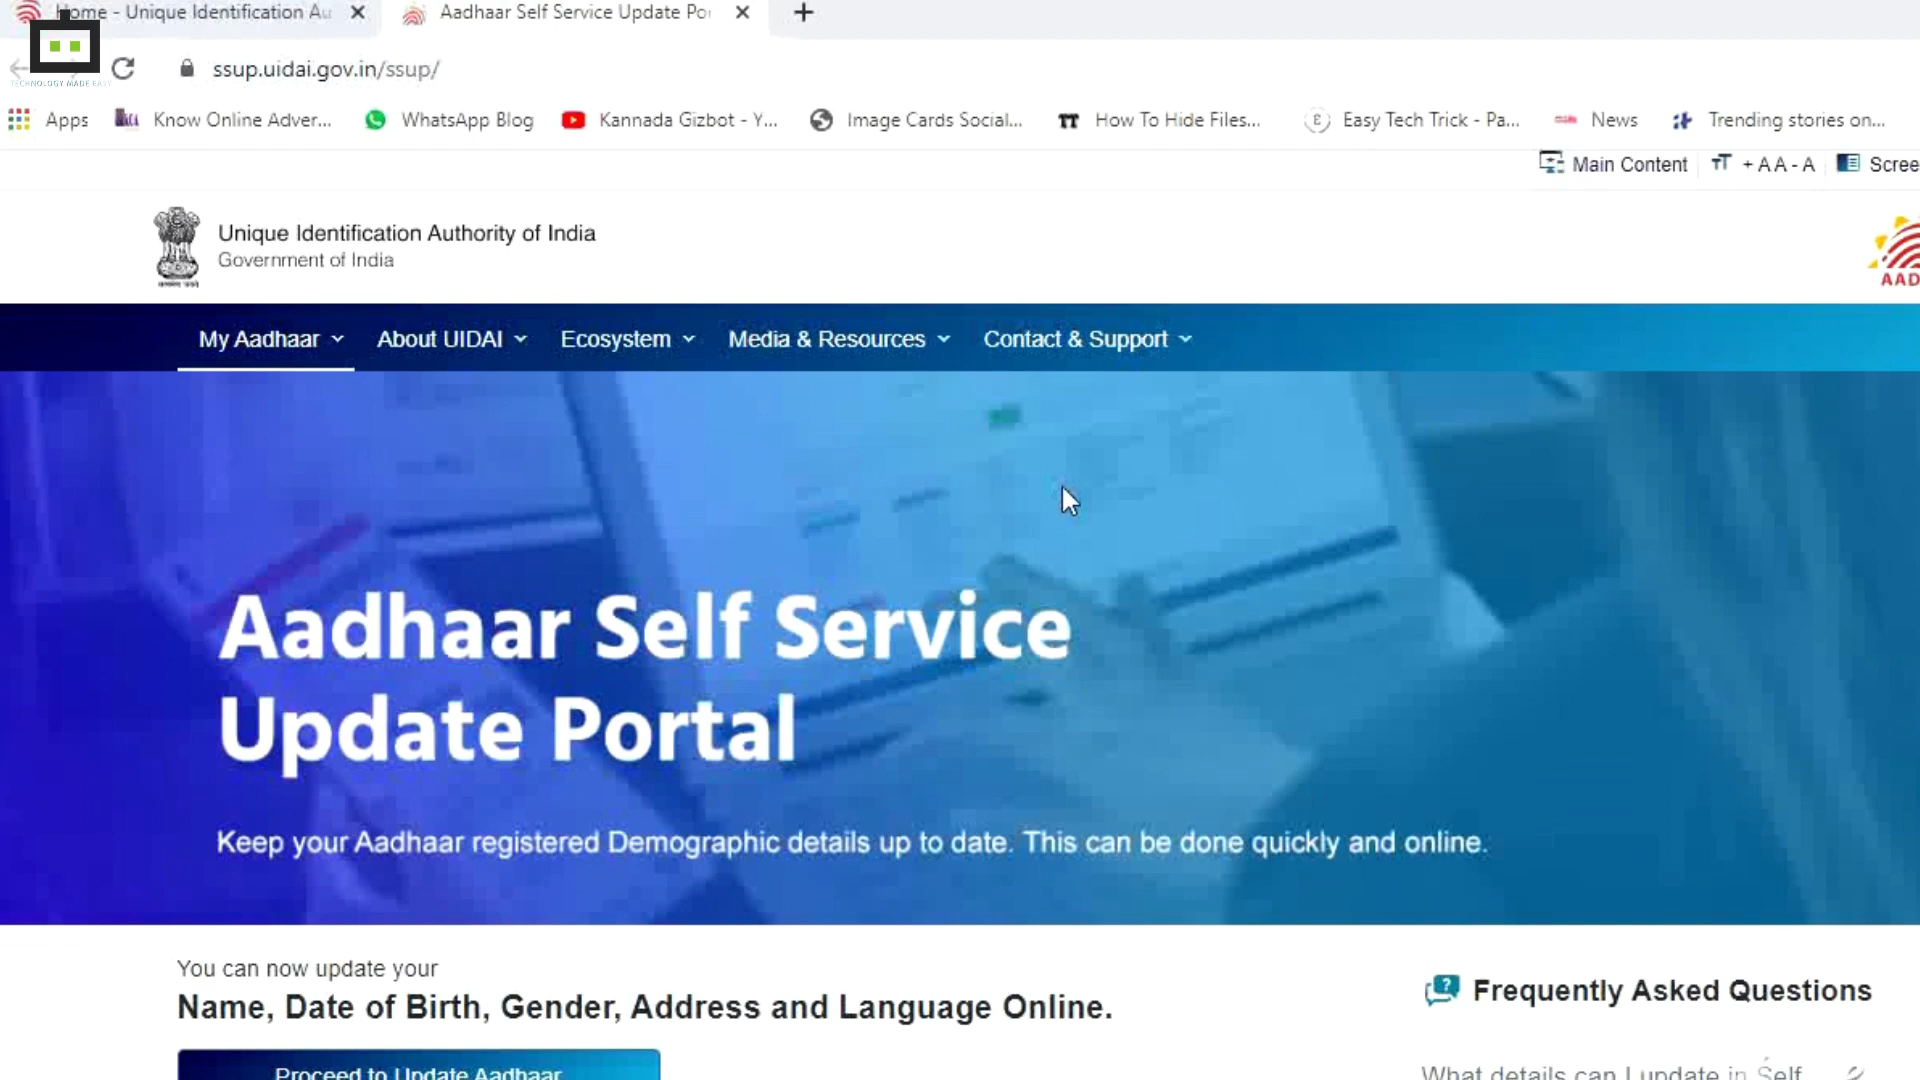 Home - Unique Identification Au
Aadhaar Self Service Update Po
TECHNOLOGY MADE EASY
ssup.uidai.gov.in/ssup/
Apps Know Online Adver... WhatsApp Blog Kannada Gizbot - Y... Image Cards Social... How To Hide Files... Easy Tech Trick - Pa... News Trending stories on...
Main Content TT + A A - A Scree
Unique Identification Authority of India
Government of India
AAD
My Aadhaar About UIDAI Ecosystem Media & Resources Contact & Support
Aadhaar Self Service
Update Portal
Keep your Aadhaar registered Demographic details up to date. This can be done quickly and online.
You can now update your
Name, Date of Birth, Gender, Address and Language Online.
Frequently Asked Questions
Proceed to Update Aadhaar
What details can I update in Self